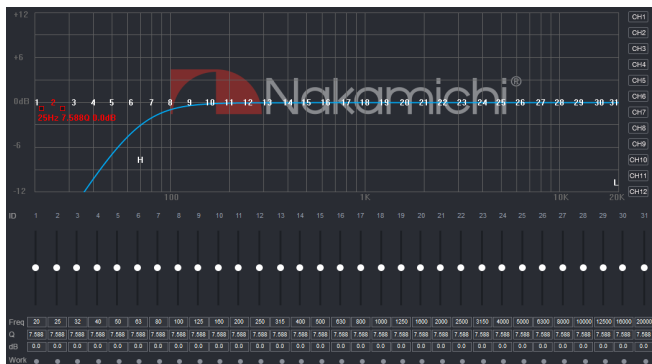 +12
CH1
CH2
CH3
+6
CH4
Nakamichi®
CH5
CH6
0dB 1 2 3 4 5 6 7 8 9 10 11 12 13 14 15 16 17 18 19 20 21 22 23 24 25 26 27 28 29 30 31
25Hz 7.588Q 0.0dB
CH7
CH8
-6
CH9
H
CH10
CH11
L
-12
CH12
100 1K 10K 20K
ID 1 2 3 4 5 6 7 8 9 10 11 12 13 14 15 16 17 18 19 20 21 22 23 24 25 26 27 28 29 30 31
Freq 20 25 32 40 50 63 80 100 125 160 200 250 315 400 500 630 800 1000 1250 1600 2000 2500 3150 4000 5000 6300 8000 10000 12500 16000 20000
Q 7.588 7.588 7.588 7.588 7.588 7.588 7.588 7.588 7.588 7.588 7.588 7.588 7.588 7.588 7.588 7.588 7.588 7.588 7.588 7.588 7.588 7.588 7.588 7.588 7.588 7.588 7.588 7.588 7.588 7.588 7.588
dB 0.0 0.0 0.0 0.0 0.0 0.0 0.0 0.0 0.0 0.0 0.0 0.0 0.0 0.0 0.0 0.0 0.0 0.0 0.0 0.0 0.0 0.0 0.0 0.0 0.0 0.0 0.0 0.0 0.0 0.0 0.0
Work